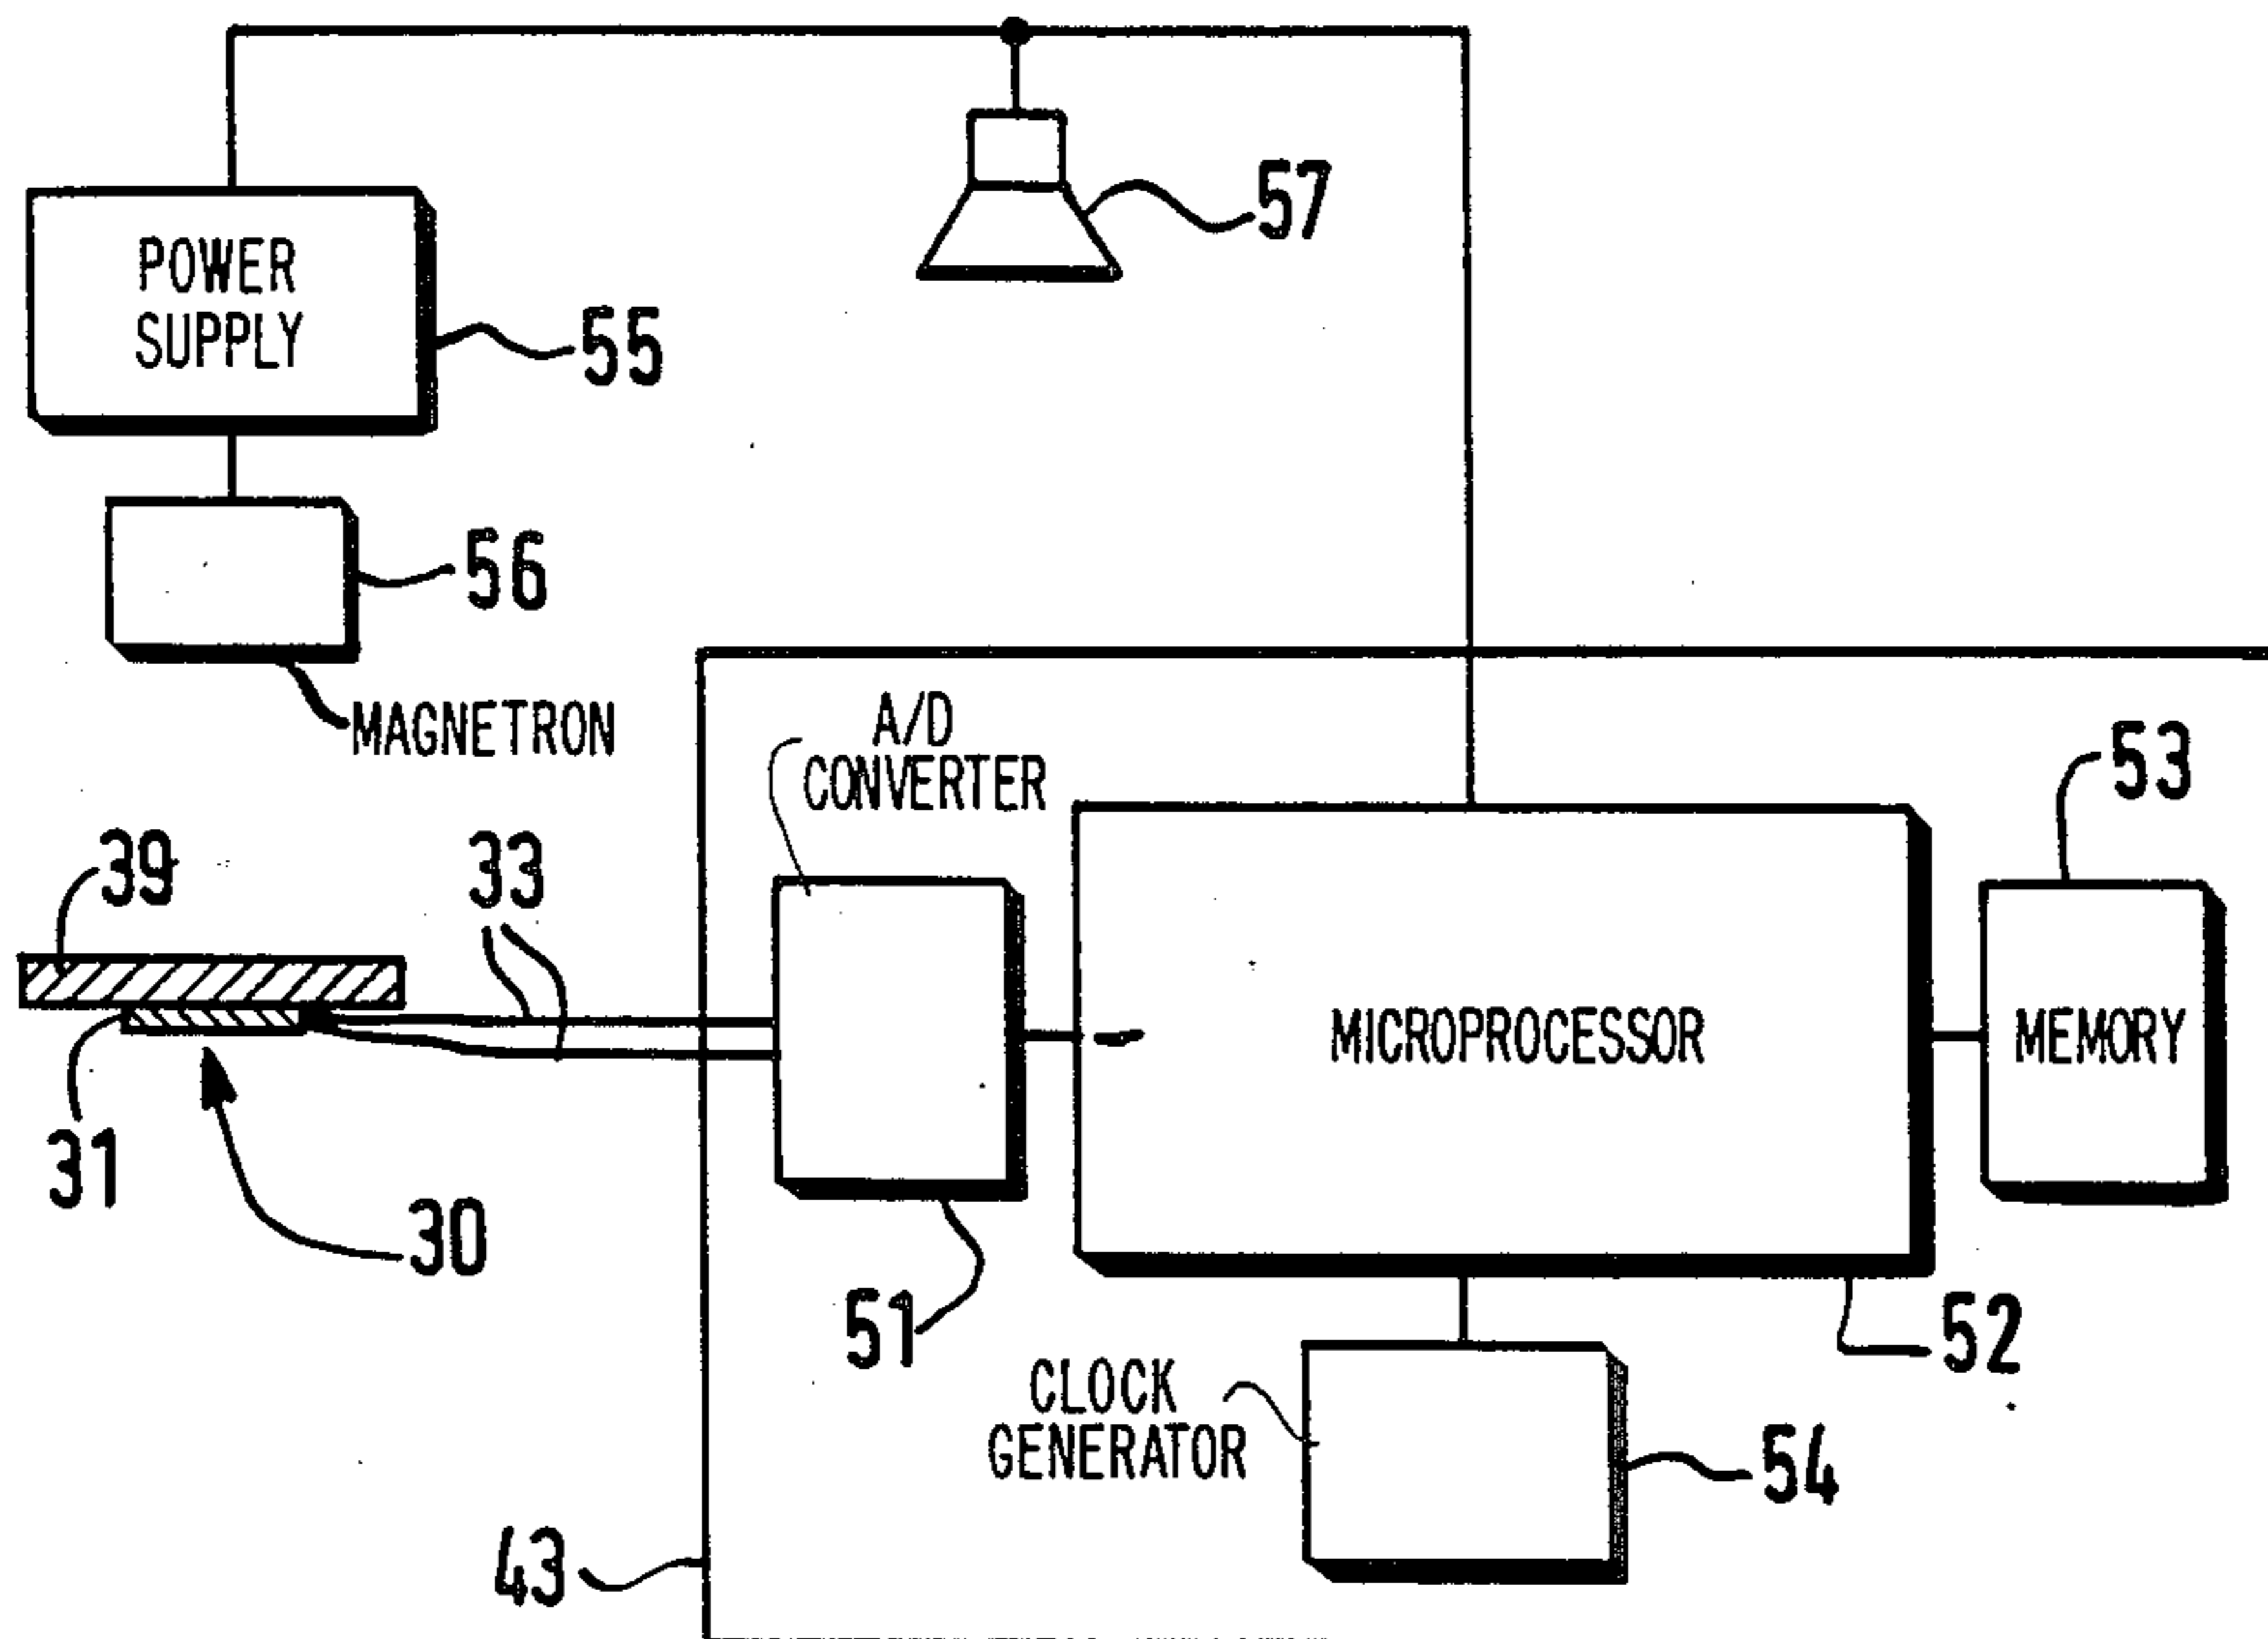 57
POWER
SUPPLY
55
56
MAGNETRON
A/D
CONVERTER
53
39
33
MICROPROCESSOR
MEMORY
31
30
51
52
CLOCK
GENERATOR
54
43